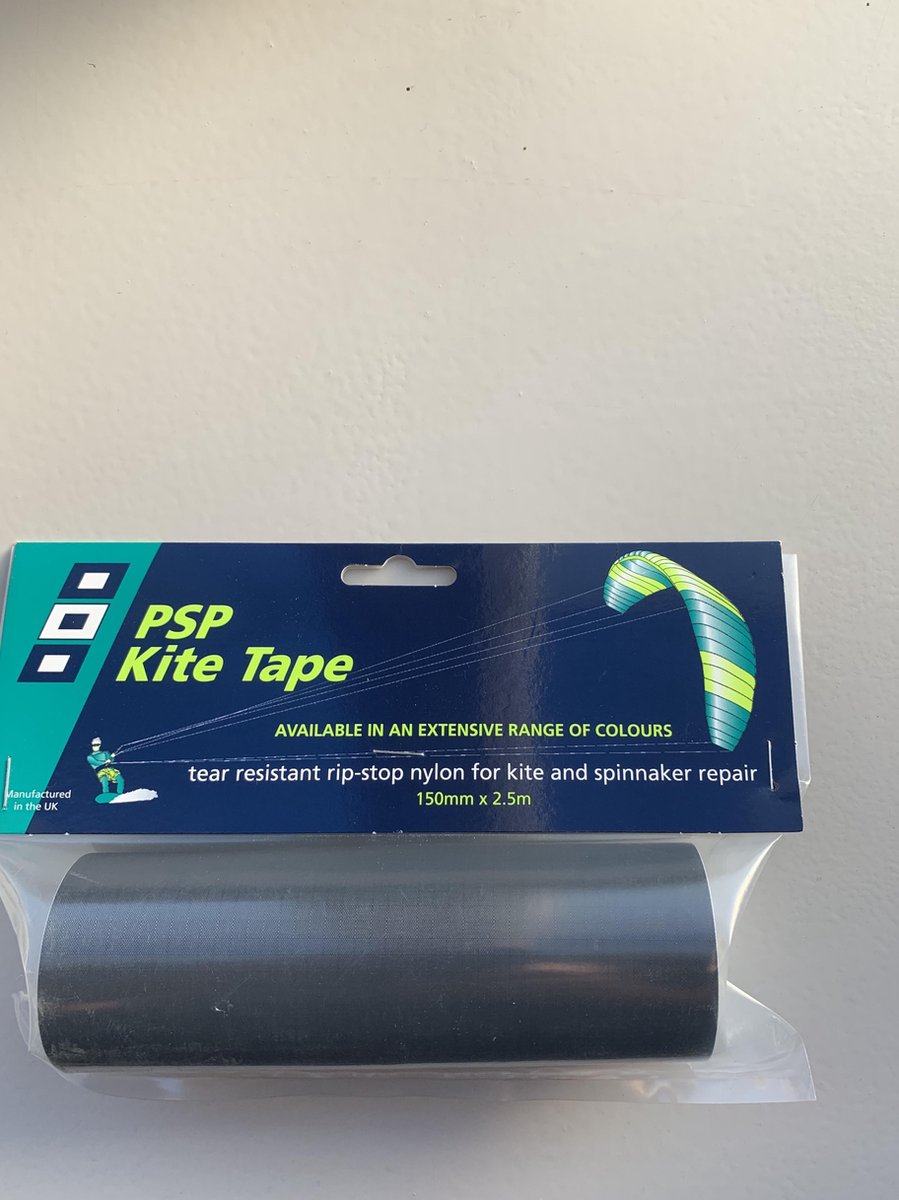 PSP
Kite Tape
AVAILABLE IN AN EXTENSIVE RANGE OF COLOURS
tear resistant rip-stop nylon for kite and spinnaker repair
150mm x 2.5m
Manufactured
in the UK